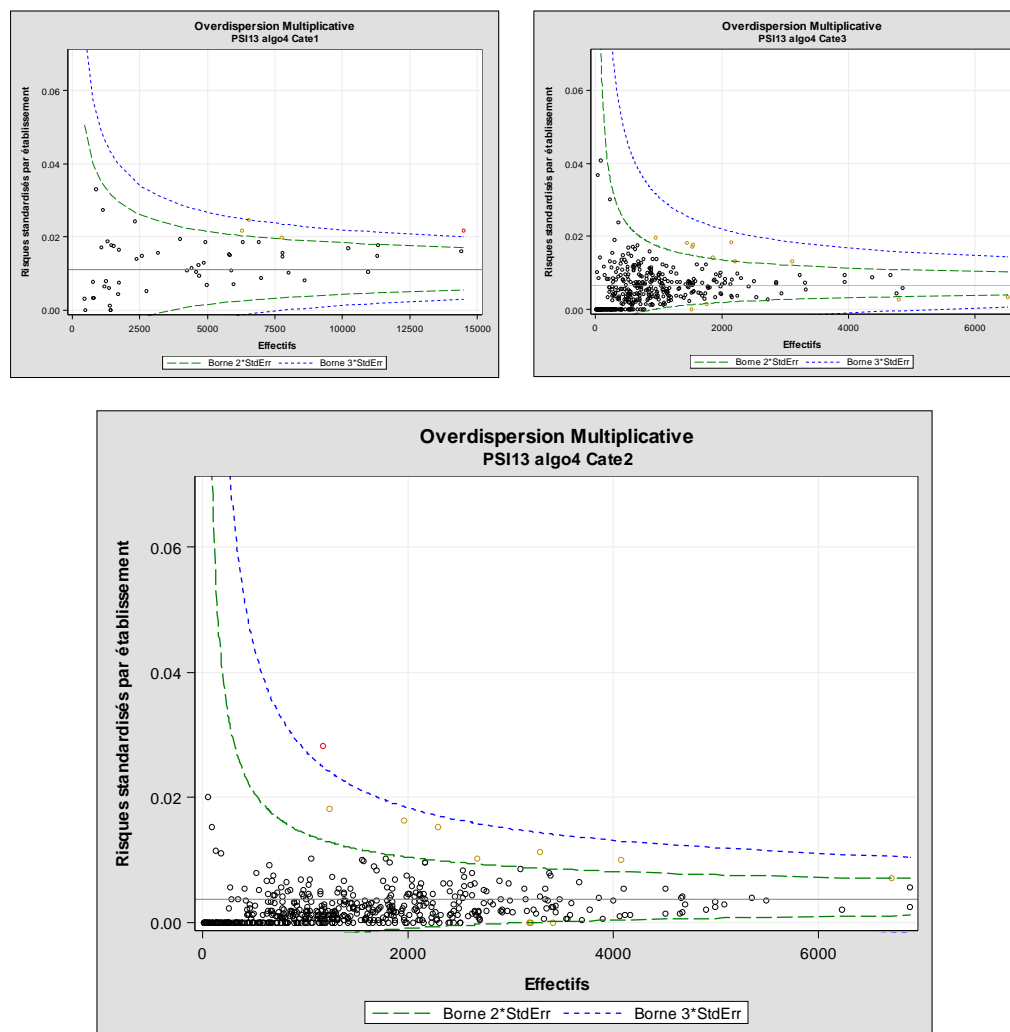 Overdispersion Multiplicative
PSI13 algo4 Cate1
Risques standardisés par établissement
0.06
0.04
0.02
0.00
0 2500 5000 7500 10000 12500 15000
Effectifs
Borne 2*StdErr Borne 3*StdErr
Overdispersion Multiplicative
PSI13 algo4 Cate3
Risques standardisés par établissement
0.06
0.04
0.02
0.00
0 2000 4000 6000
Effectifs
Borne 2*StdErr Borne 3*StdErr
Overdispersion Multiplicative
PSI13 algo4 Cate2
Risques standardisés par établissement
0.06
0.04
0.02
0.00
0 2000 4000 6000
Effectifs
Borne 2*StdErr Borne 3*StdErr